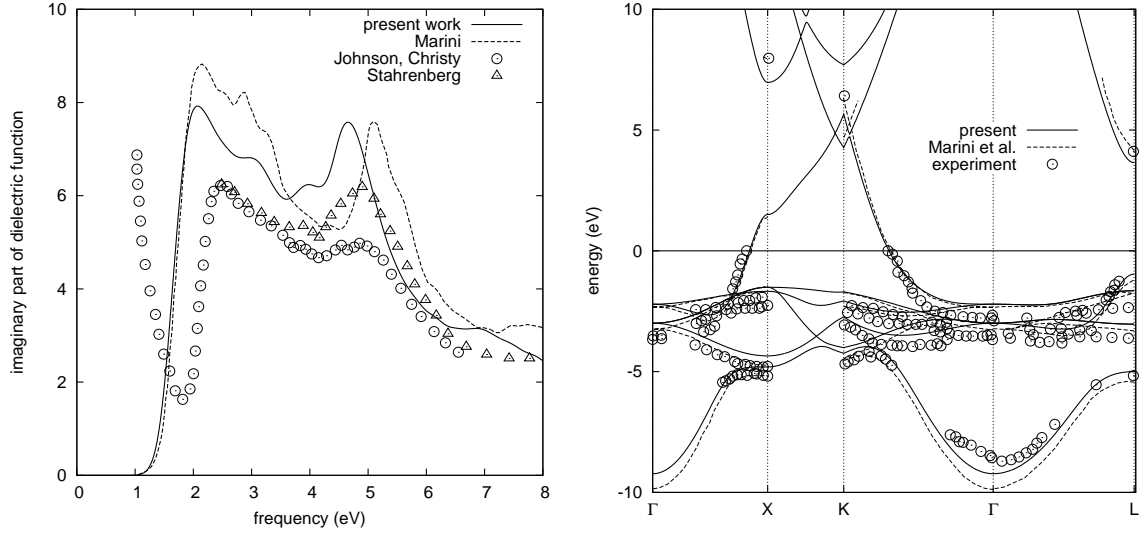 10
8
6
4
2
0
0 1 2 3 4 5 6 7 8
imaginary part of dielectric function
frequency (eV)
present work
Marini
Johnson, Christy
Stahrenberg
10
5
0
-5
-10
energy (eV)
present
Marini et al.
experiment
Γ X K Γ L